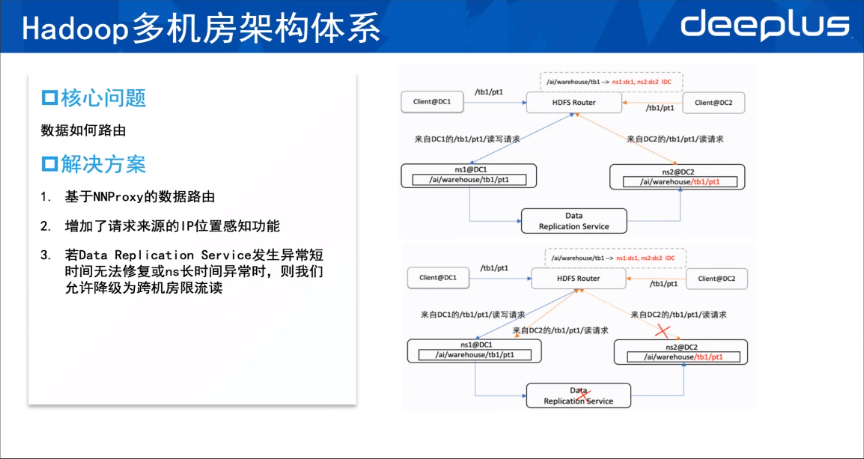 Hadoop多机房架构体系
deeplus
核心问题
数据如何路由
解决方案
1. 基于NNProxy的数据路由
2. 增加了请求来源的IP位置感知功能
3. 若Data Replication Service发生异常短
时间无法修复或ns长时间异常时，则我们
允许降级为跨机房限流读
/ai/warehouse/tb1 -> ns1:dc1, ns2:dc2 IDC
Client@DC1
/tb1/pt1
HDFS Router
/tb1/pt1
Client@DC2
来自DC1的/tb1/pt1/读写请求
来自DC2的/tb1/pt1/读请求
ns1@DC1
/ai/warehouse/tb1/pt1
ns2@DC2
/ai/warehouse/tb1/pt1
Data
Replication Service
/ai/warehouse/tb1 -> ns1:dc1, ns2:dc2 IDC
Client@DC1
/tb1/pt1
HDFS Router
/tb1/pt1
Client@DC2
来自DC1的/tb1/pt1/读写请求
来自DC2的/tb1/pt1/读请求
来自DC2的/tb1/pt1/读请求
ns1@DC1
/ai/warehouse/tb1/pt1
ns2@DC2
/ai/warehouse/tb1/pt1
Data
Replication Service